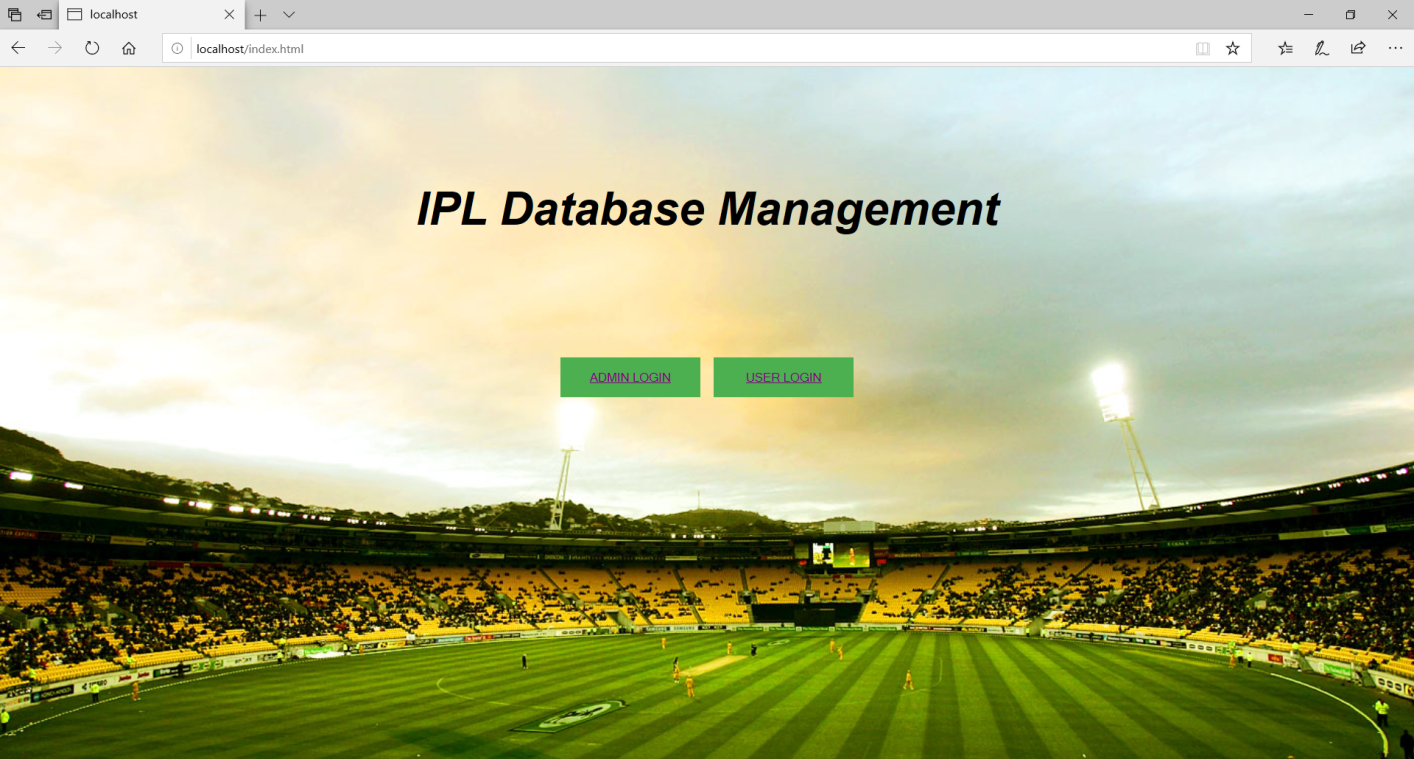 localhost
localhost/index.html
IPL Database Management
ADMIN LOGIN
USER LOGIN